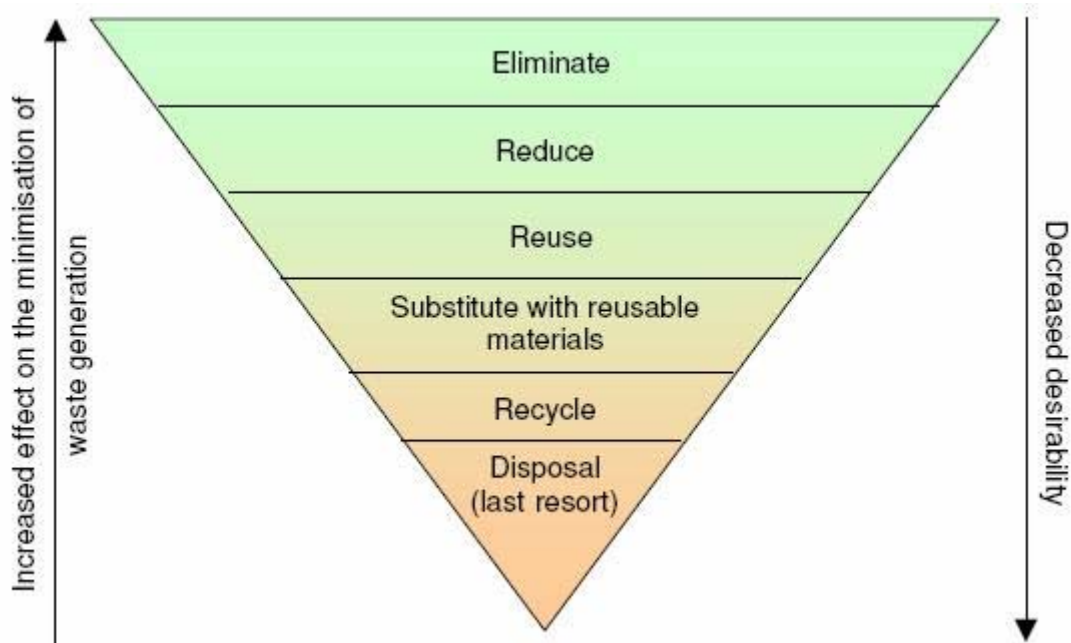 Increased effect on the minimisation of
waste generation
Eliminate
Reduce
Reuse
Substitute with reusable
materials
Recycle
Disposal
(last resort)
Decreased desirability